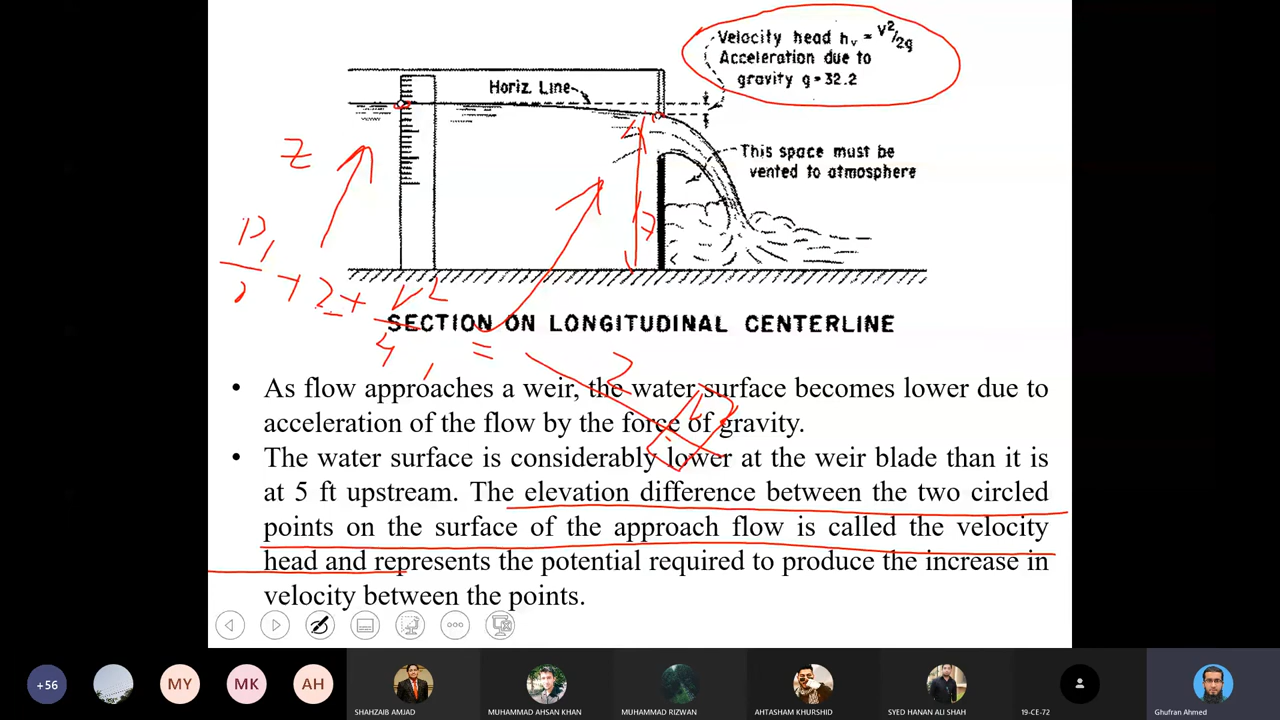 Velocity head hv = V²/2g
Acceleration due to
gravity g = 32.2
Horiz. Line
This space must be
vented to atmosphere
Z
Z
P1
+ Z + V²
=
SECTION ON LONGITUDINAL CENTERLINE
• As flow approaches a weir, the water surface becomes lower due to
acceleration of the flow by the force of gravity.
• The water surface is considerably lower at the weir blade than it is
at 5 ft upstream. The elevation difference between the two circled
points on the surface of the approach flow is called the velocity
head and represents the potential required to produce the increase in
velocity between the points.
+56
MY
MK
AH
SHAHZAIB AMJAD
MUHAMMAD AHSAN KHAN
MUHAMMAD RIZWAN
AHTASHAM KHURSHID
SYED HANAN ALI SHAH
19-CE-72
Ghufran Ahmed